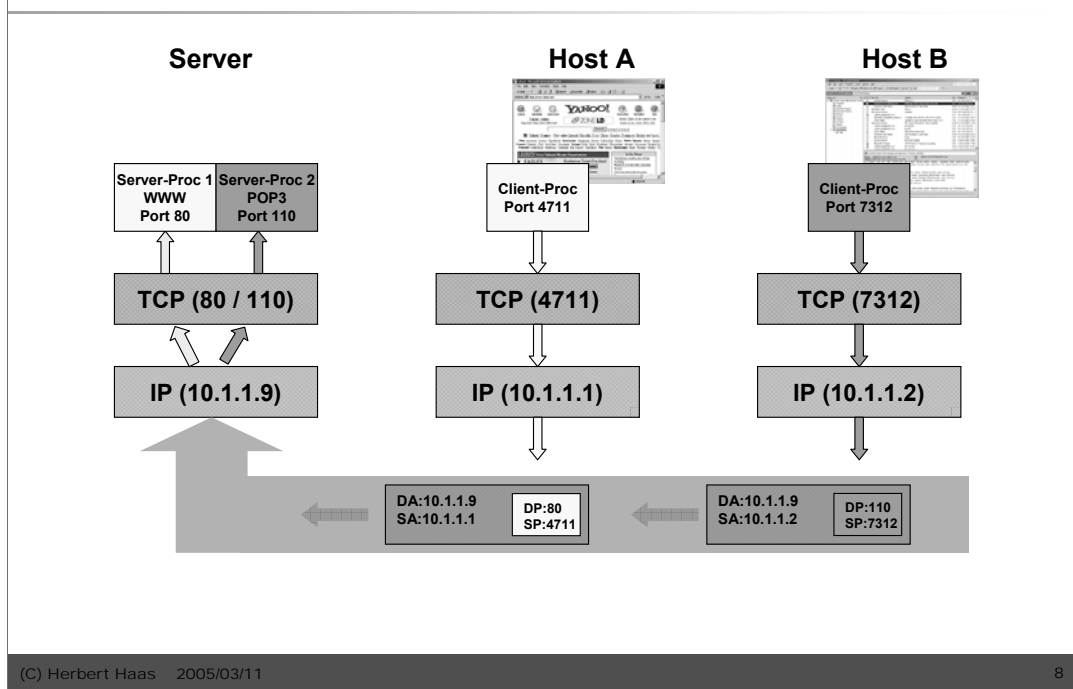 Server
Host A
Host B
YAHOO!
Server-Proc 1
WWW
Port 80
Server-Proc 2
POP3
Port 110
Client-Proc
Port 4711
Client-Proc
Port 7312
TCP (80 / 110)
TCP (4711)
TCP (7312)
IP (10.1.1.9)
IP (10.1.1.1)
IP (10.1.1.2)
DA:10.1.1.9
SA:10.1.1.1
DP:80
SP:4711
DA:10.1.1.9
SA:10.1.1.2
DP:110
SP:7312
(C) Herbert Haas 2005/03/11
8